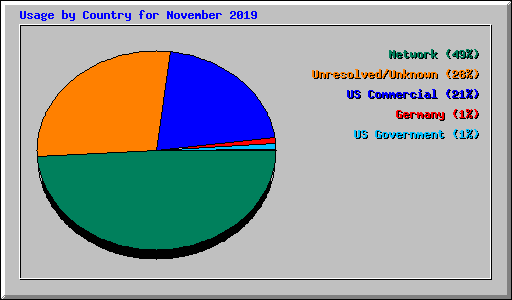 Usage by Country for November 2019
Network (49%)
Unresolved/Unknown (28%)
US Commercial (21%)
Germany (1%)
US Government (1%)